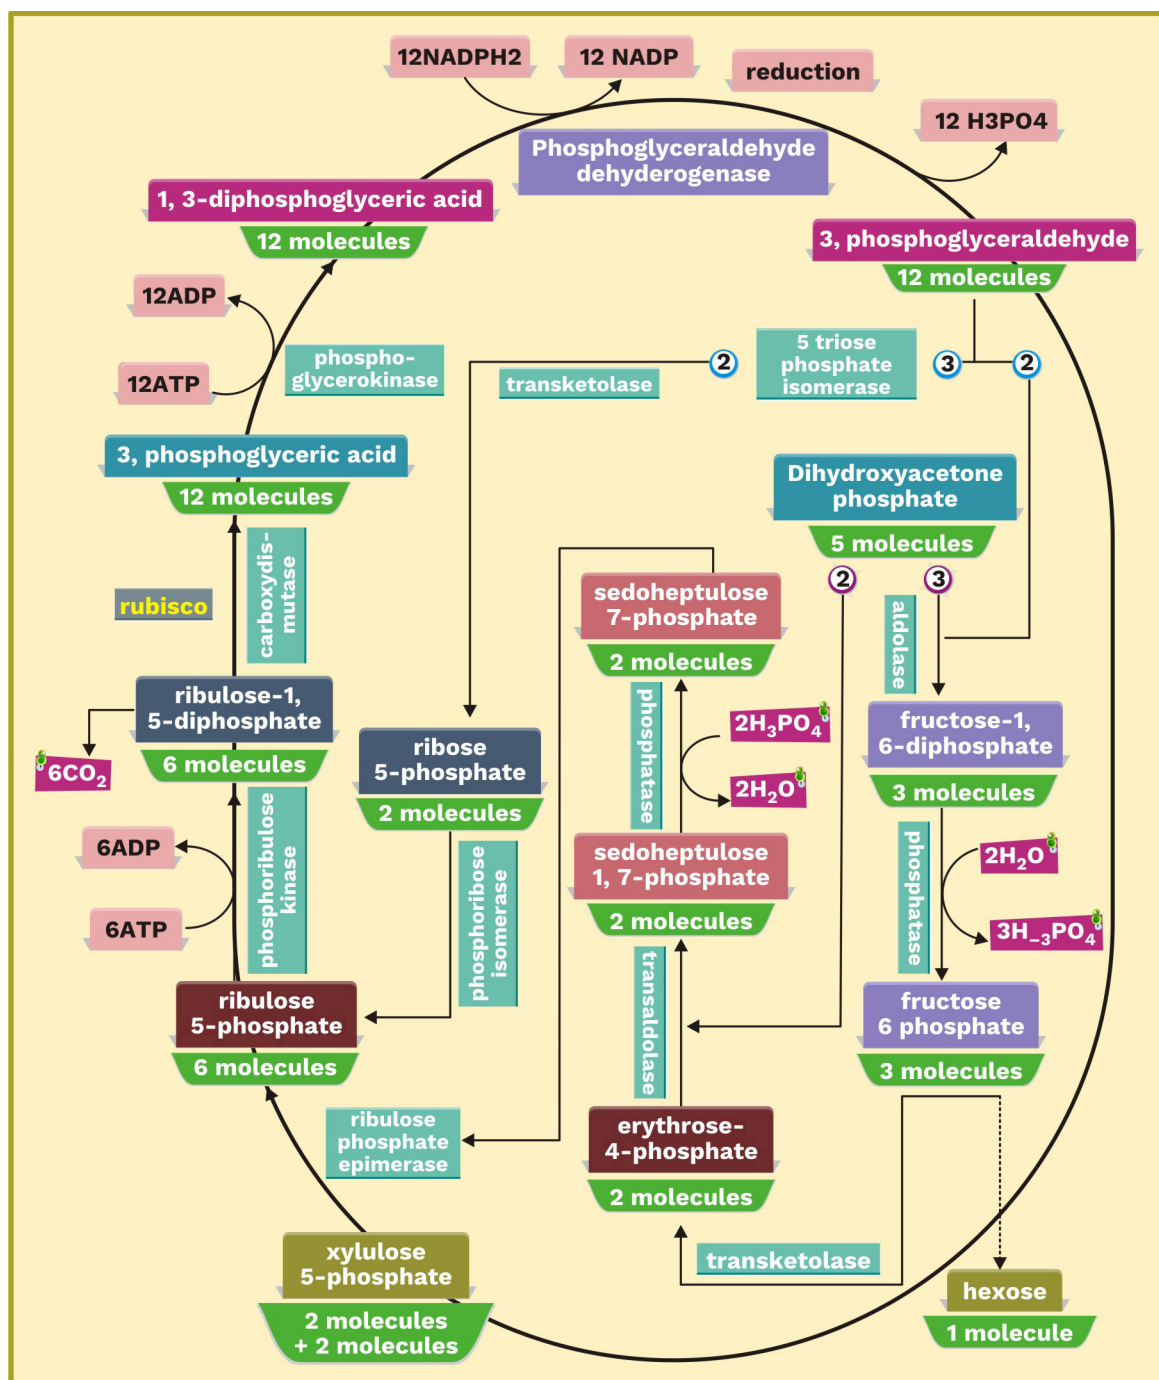 12NADPH2
12 NADP
reduction
12 H3PO4
Phosphoglyceraldehyde
dehyderogenase
1, 3-diphosphoglyceric acid
12 molecules
3, phosphoglyceraldehyde
12 molecules
12ADP
12ATP
phospho-
glycerokinase
transketolase
2
5 triose
phosphate
isomerase
3
2
3, phosphoglyceric acid
12 molecules
Dihydroxyacetone
phosphate
5 molecules
2
3
carboxydis-
mutase
rubisco
sedoheptulose
7-phosphate
2 molecules
aldolase
ribulose-1,
5-diphosphate
6 molecules
6CO₂
ribose
5-phosphate
2 molecules
phosphatase
2H₃PO₄
2H₂O
fructose-1,
6-diphosphate
3 molecules
6ADP
6ATP
phosphoribulose
kinase
phosphoribose
isomerase
sedoheptulose
1, 7-phosphate
2 molecules
phosphatase
2H₂O
3H₋₃PO₄
ribulose
5-phosphate
6 molecules
transaldolase
fructose
6 phosphate
3 molecules
ribulose
phosphate
epimerase
erythrose-
4-phosphate
2 molecules
transketolase
xylulose
5-phosphate
2 molecules
+ 2 molecules
hexose
1 molecule